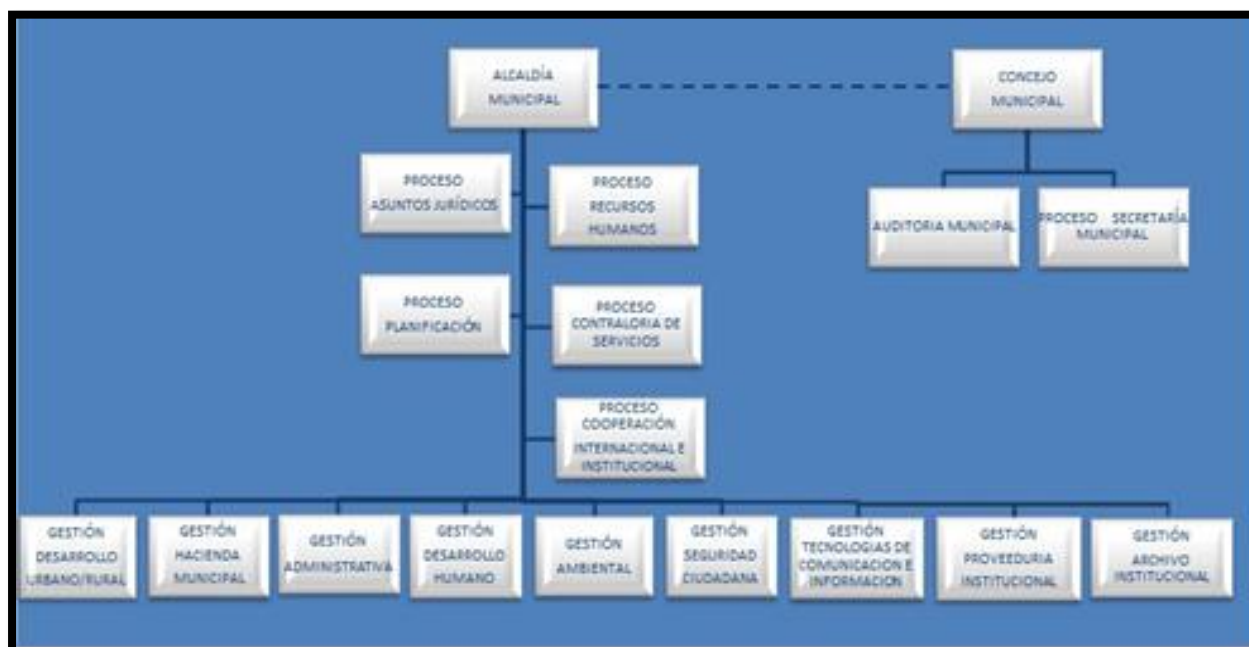 ALCALDÍA
MUNICIPAL
CONCEJO
MUNICIPAL
PROCESO
ASUNTOS JURÍDICOS
PROCESO
RECURSOS
HUMANOS
AUDITORIA MUNICIPAL
PROCESO SECRETARÍA
MUNICIPAL
PROCESO
PLANIFICACIÓN
PROCESO
CONTRALORIA DE
SERVICIOS
PROCESO
COOPERACIÓN
INTERNACIONAL E
INSTITUCIONAL
GESTIÓN
DESARROLLO
URBANO/RURAL
GESTIÓN
HACIENDA
MUNICIPAL
GESTIÓN
ADMINISTRATIVA
GESTIÓN
DESARROLLO
HUMANO
GESTIÓN
AMBIENTAL
GESTIÓN
SEGURIDAD
CIUDADANA
GESTIÓN
TECNOLOGIAS DE
COMUNICACION E
INFORMACION
GESTIÓN
PROVEEDURIA
INSTITUCIONAL
GESTIÓN
ARCHIVO
INSTITUCIONAL